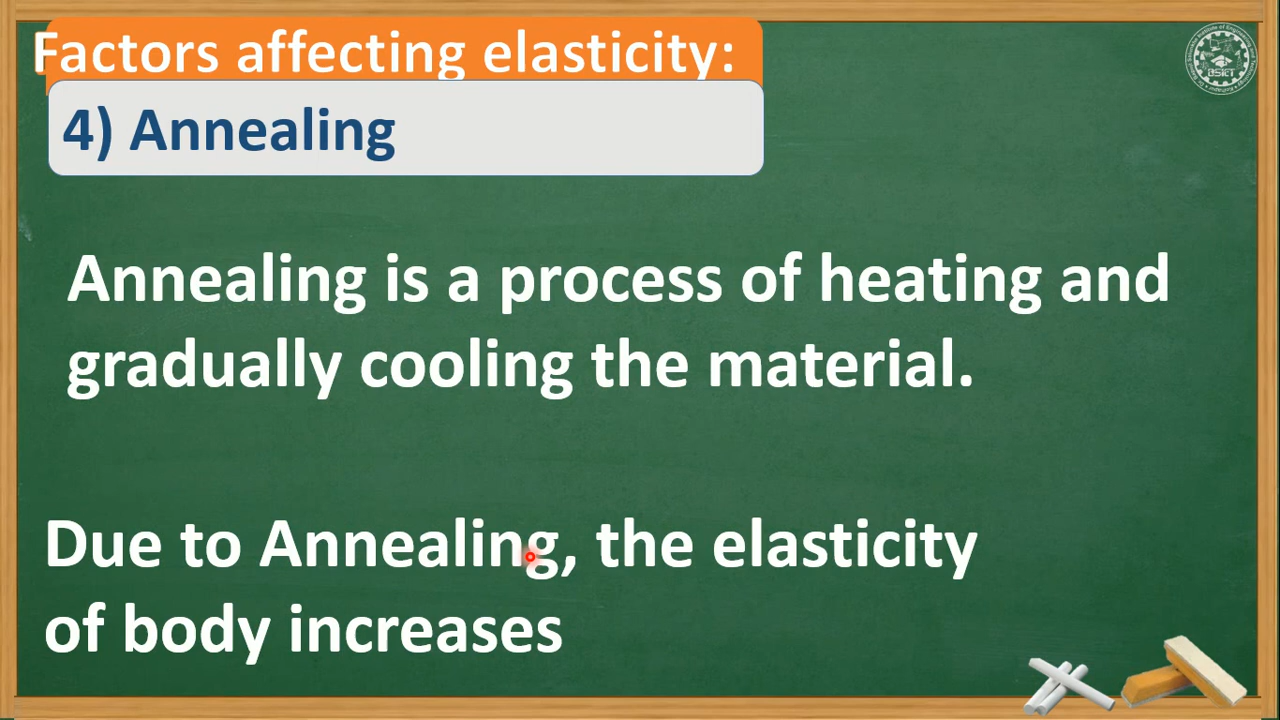 Factors affecting elasticity:
4) Annealing
Annealing is a process of heating and
gradually cooling the material.
Due to Annealing, the elasticity
of body increases